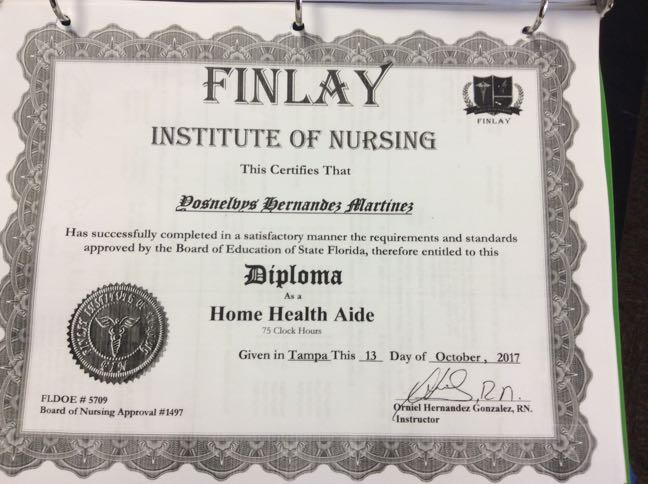 FINLAY
FINLAY
INSTITUTE OF NURSING
This Certifies That
Yosnelvys Hernandez Martinez
Has successfully completed in a satisfactory manner the requirements and standards
approved by the Board of Education of State Florida, therefore entitled to this
Diploma
As a
Home Health Aide
75 Clock Hours
Given in Tampa This 13 Day of October, 2017
FLDOE # 5709
Board of Nursing Approval #1497
R.N.
Orniel Hernandez Gonzalez, RN.
Instructor